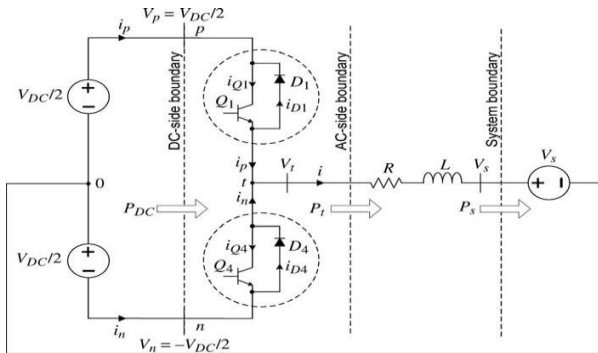 V_p = V_DC/2
i_p
p
DC-side boundary
V_DC/2
i_Q1
D_1
Q_1
i_D1
AC-side boundary
System boundary
i_p
V_t
i
R
L
V_s
V_s
0
t
i_n
P_DC
P_t
P_s
V_DC/2
i_Q4
D_4
Q_4
i_D4
i_n
n
V_n = −V_DC/2